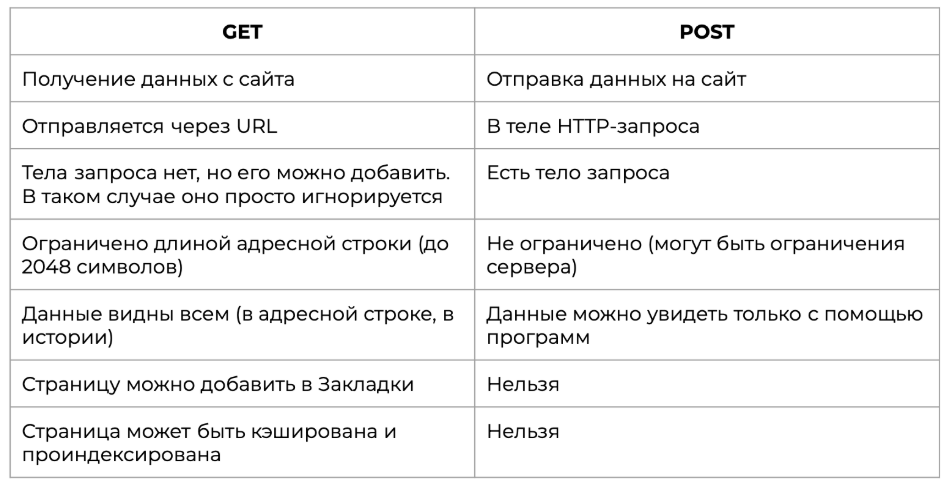 GET
POST
Получение данных с сайта
Отправка данных на сайт
Отправляется через URL
В теле HTTP-запроса
Тела запроса нет, но его можно добавить.
В таком случае оно просто игнорируется
Есть тело запроса
Ограничено длиной адресной строки (до
2048 символов)
Не ограничено (могут быть ограничения
сервера)
Данные видны всем (в адресной строке, в
истории)
Данные можно увидеть только с помощью
программ
Страницу можно добавить в Закладки
Нельзя
Страница может быть кэширована и
проиндексирована
Нельзя